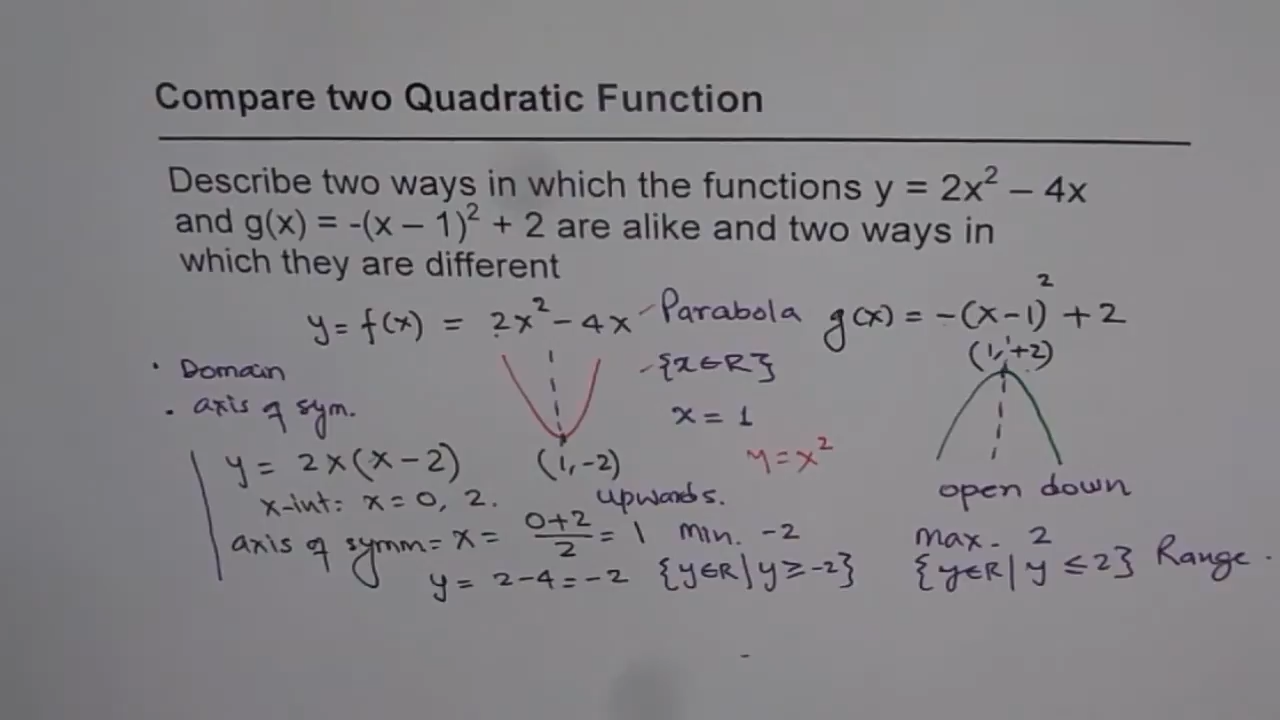 Compare two Quadratic Function
Describe two ways in which the functions y = 2x² – 4x
and g(x) = -(x – 1)² + 2 are alike and two ways in
which they are different
y = f(x) = 2x² - 4x - Parabola g(x) = -(x-1)² + 2
(1, +2)
• Domain - {x∈R}
• axis of sym. x = 1
y = 2x(x-2) (1, -2) y = x²
x-int: x = 0, 2. upwards. open down
axis of symm = x = (0+2)/2 = 1 min. -2 max. 2
y = 2-4 = -2 {y∈R | y ≥ -2} {y∈R | y ≤ 2} Range.